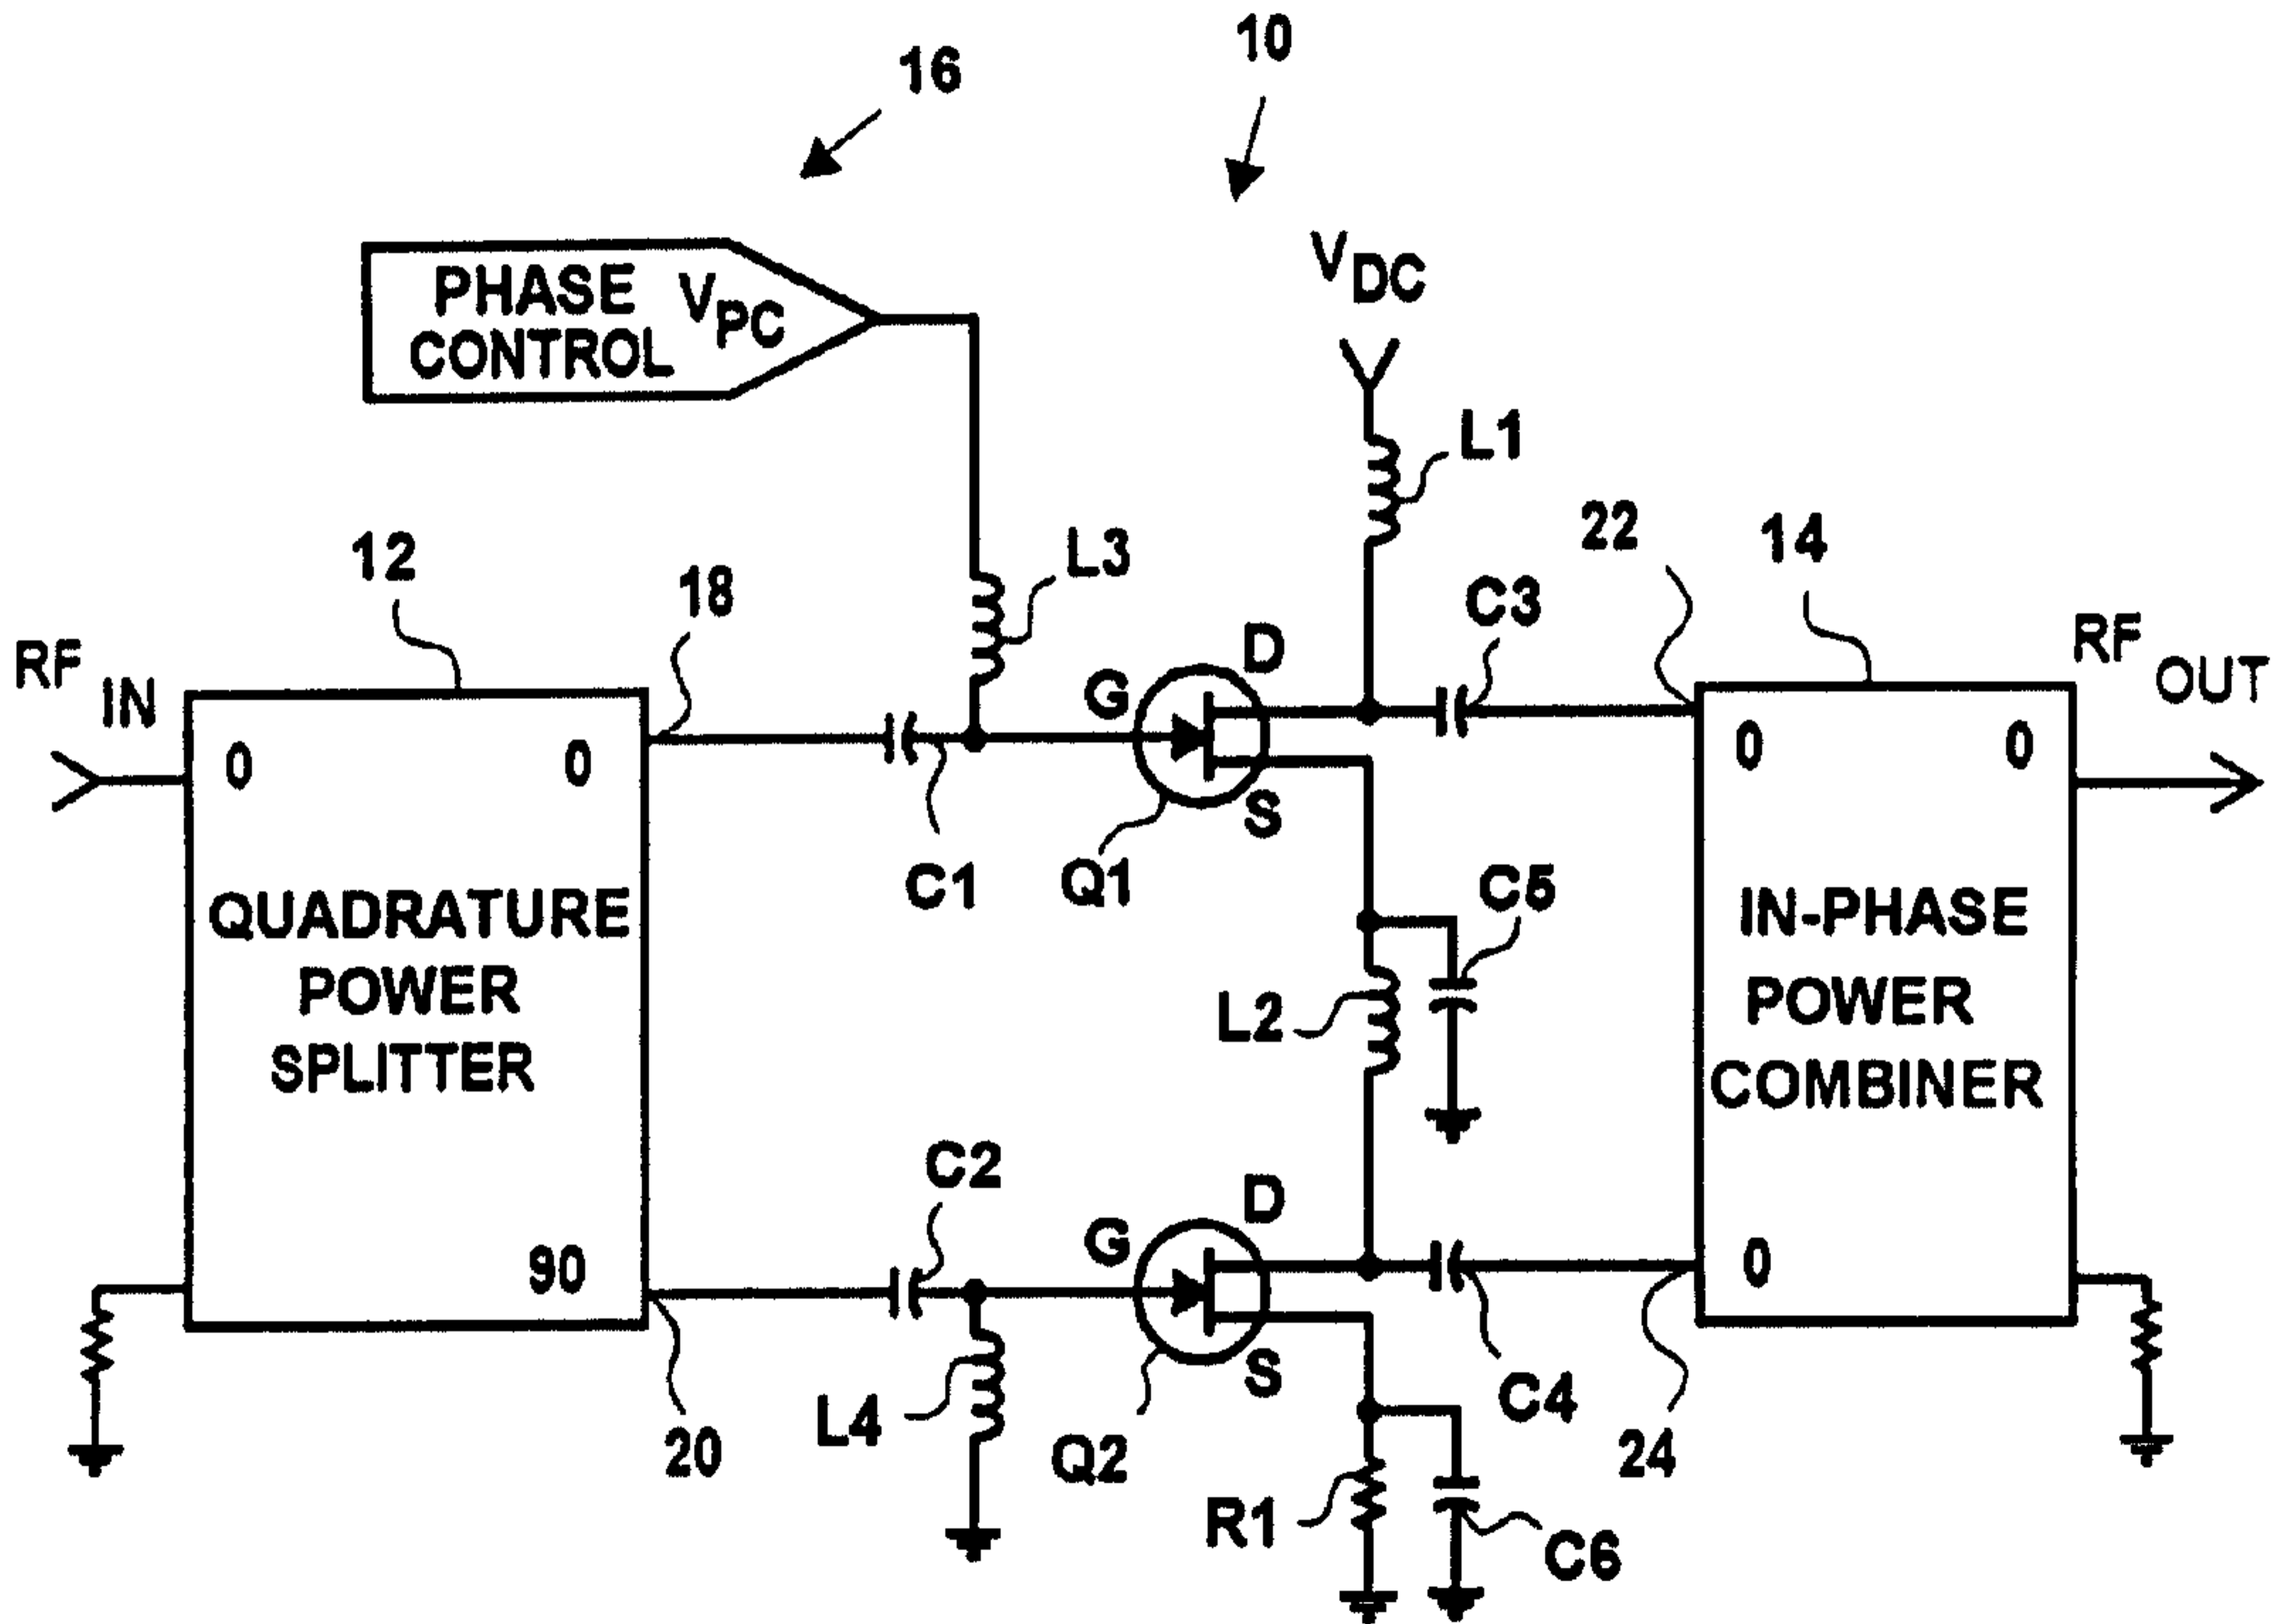 10
16
PHASE
CONTROL
VPC
VDC
L1
L3
12
18
22
14
C3
RF IN
RF OUT
G
D
S
0
0
0
0
C1
Q1
C5
QUADRATURE
POWER
SPLITTER
IN-PHASE
POWER
COMBINER
L2
C2
G
D
S
90
0
L4
20
Q2
C4
24
R1
C6